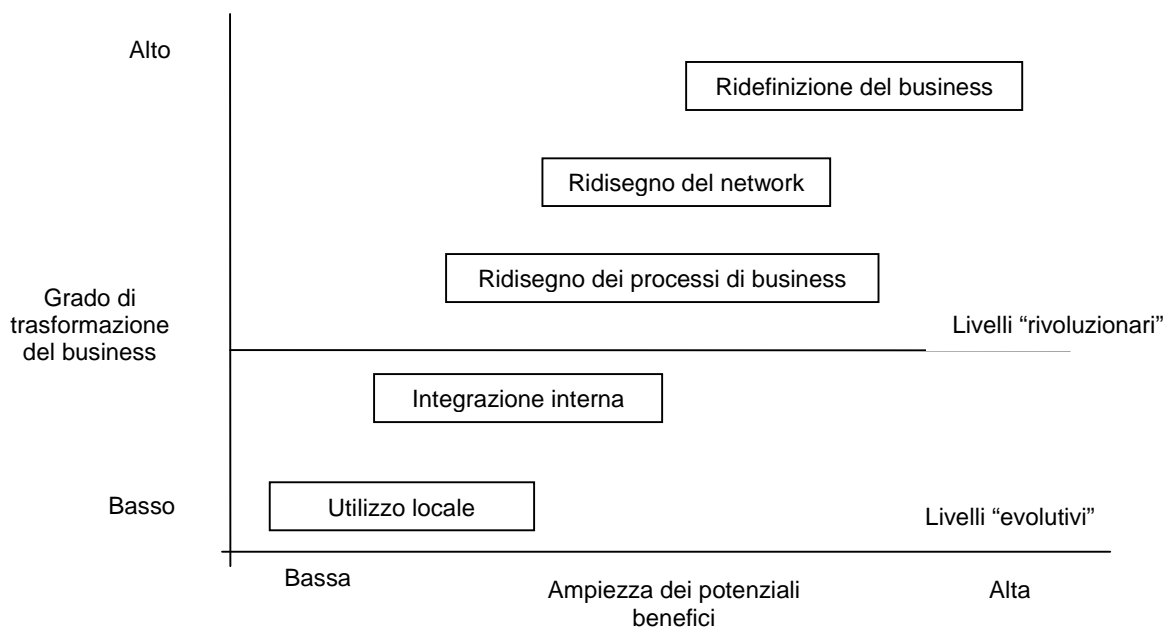 Alto
Ridefinizione del business
Ridisegno del network
Ridisegno dei processi di business
Grado di
trasformazione
del business
Livelli “rivoluzionari”
Integrazione interna
Basso
Utilizzo locale
Livelli “evolutivi”
Bassa
Ampiezza dei potenziali
benefici
Alta